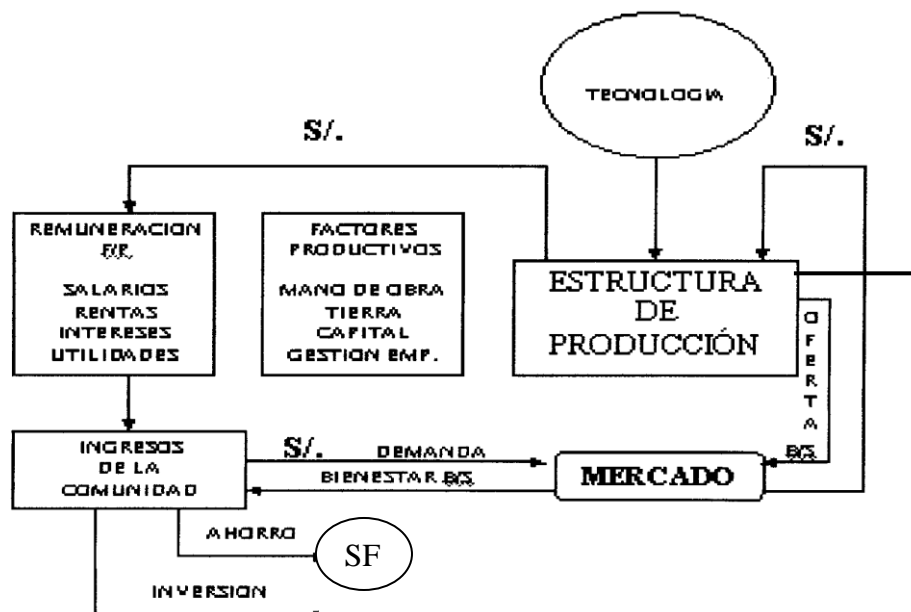 TECNOLOGIA
S/.
S/.
REMUNERACION
F/P.
SALARIOS
RENTAS
INTERESES
UTILIDADES
FACTORES
PRODUCTIVOS
MANO DE OBRA
TIERRA
CAPITAL
GESTION EMP.
ESTRUCTURA
DE
PRODUCCIÓN
OFERTA
B/S
INGRESOS
DE LA
COMUNIDAD
S/. DEMANDA
BIENESTAR B/S
MERCADO
AHORRO
SF
INVERSION